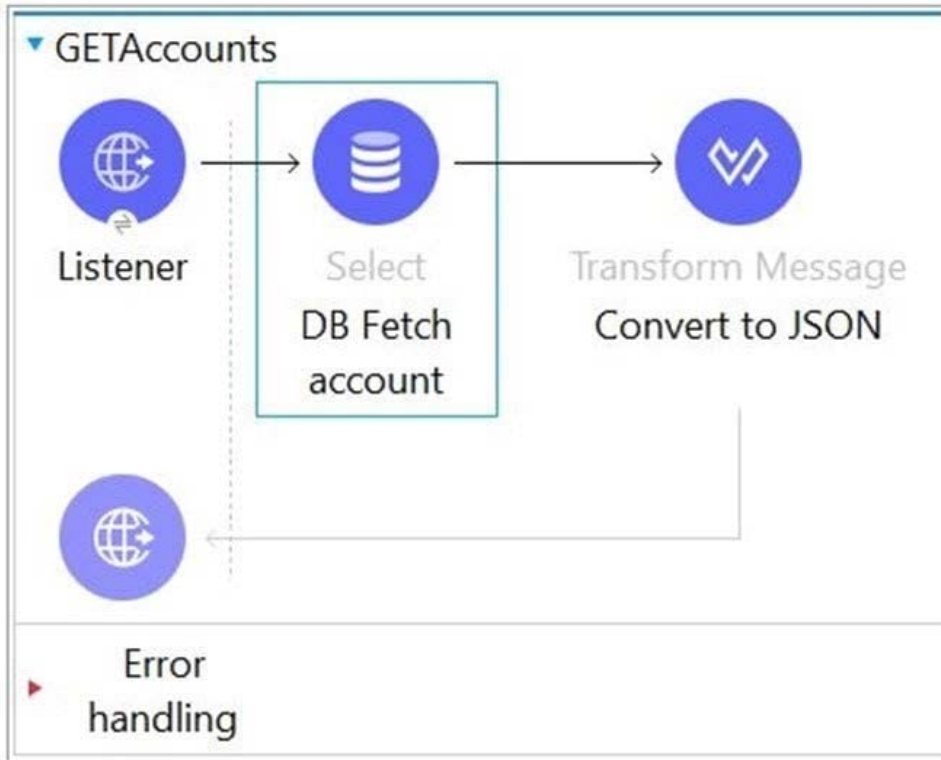 GETAccounts
Listener
Select
DB Fetch
account
Transform Message
Convert to JSON
Error
handling